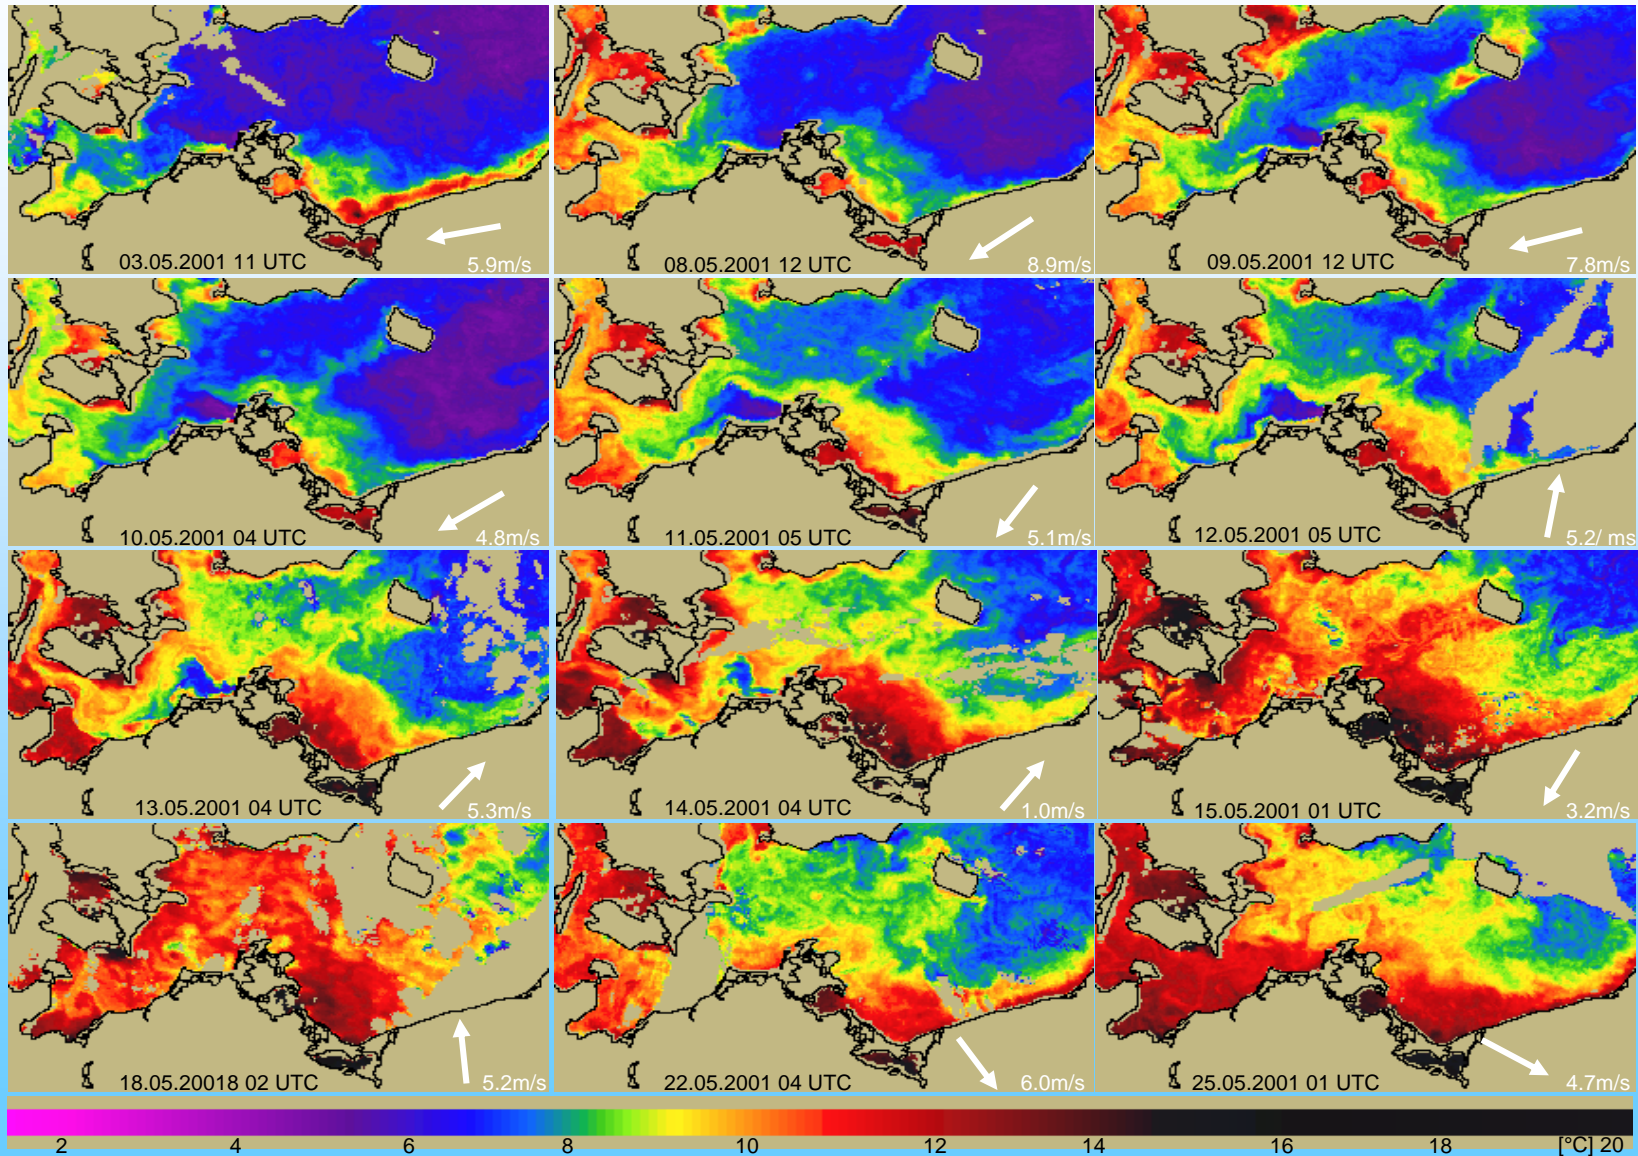 03.05.2001 11 UTC 5.9m/s
08.05.2001 12 UTC 8.9m/s
09.05.2001 12 UTC 7.8m/s
10.05.2001 04 UTC 4.8m/s
11.05.2001 05 UTC 5.1m/s
12.05.2001 05 UTC 5.2/ ms
13.05.2001 04 UTC 5.3m/s
14.05.2001 04 UTC 1.0m/s
15.05.2001 01 UTC 3.2m/s
18.05.20018 02 UTC 5.2m/s
22.05.2001 04 UTC 6.0m/s
25.05.2001 01 UTC 4.7m/s
2 4 6 8 10 12 14 16 18 [°C] 20